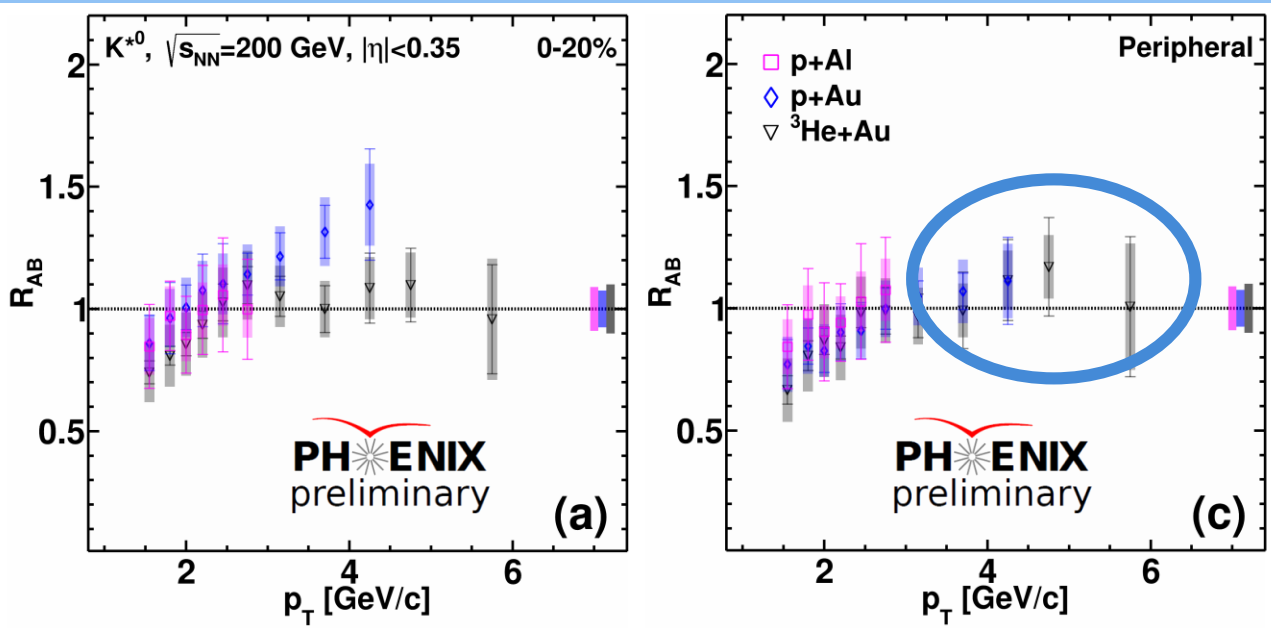 K*⁰, √sNN=200 GeV, |η|<0.35 0-20%
2
1.5
1
0.5
RAB
2 4 6
pT [GeV/c]
PHENIX
preliminary
(a)
Peripheral
p+Al
p+Au
³He+Au
2
1.5
1
0.5
RAB
2 4 6
pT [GeV/c]
PHENIX
preliminary
(c)